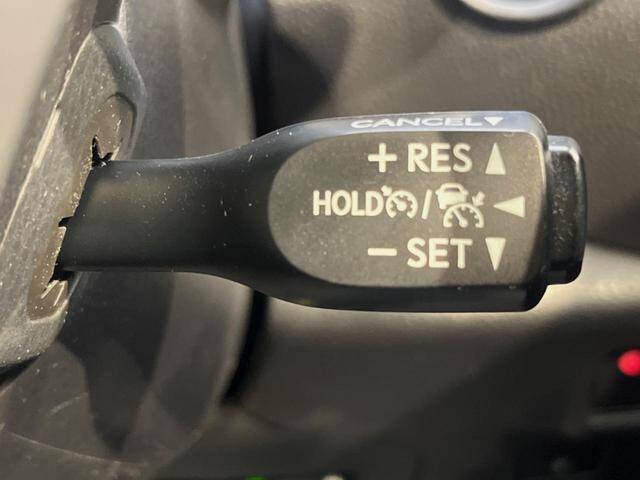 CANCEL▼
+ RES ▲
HOLD / ◀
− SET ▼